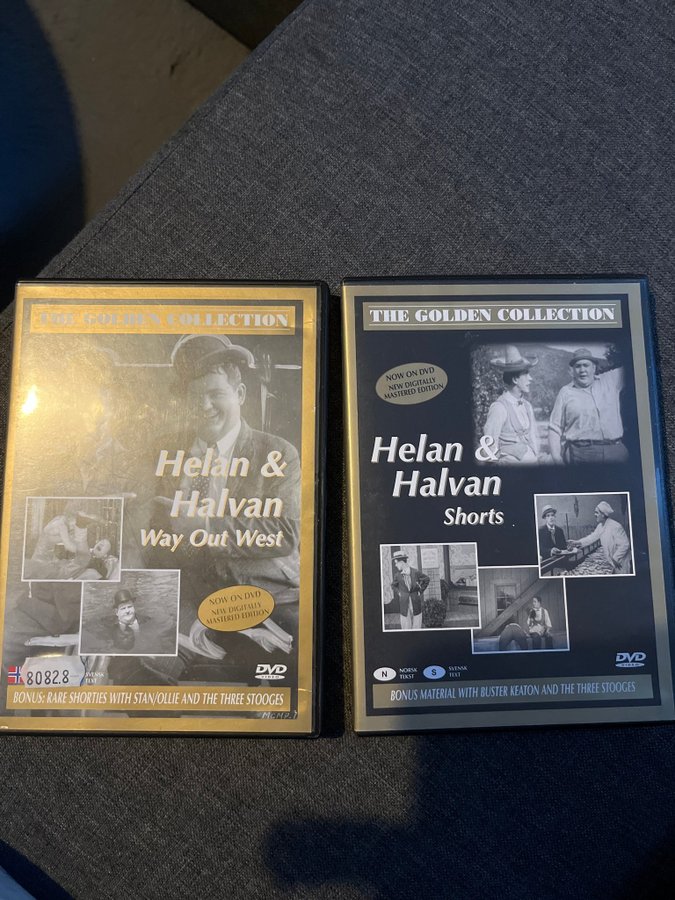 THE GOLDEN COLLECTION
Helan &
Halvan
Way Out West
NOW ON DVD
NEW DIGITALLY
MASTERED EDITION
8082.8
SVENSK
TEXT
DVD
VIDEO
BONUS: RARE SHORTIES WITH STAN/OLLIE AND THE THREE STOOGES
THE GOLDEN COLLECTION
NOW ON DVD
NEW DIGITALLY
MASTERED EDITION
Helan &
Halvan
Shorts
N NORSK
TEKST
S SVENSK
TEXT
DVD
VIDEO
BONUS MATERIAL WITH BUSTER KEATON AND THE THREE STOOGES